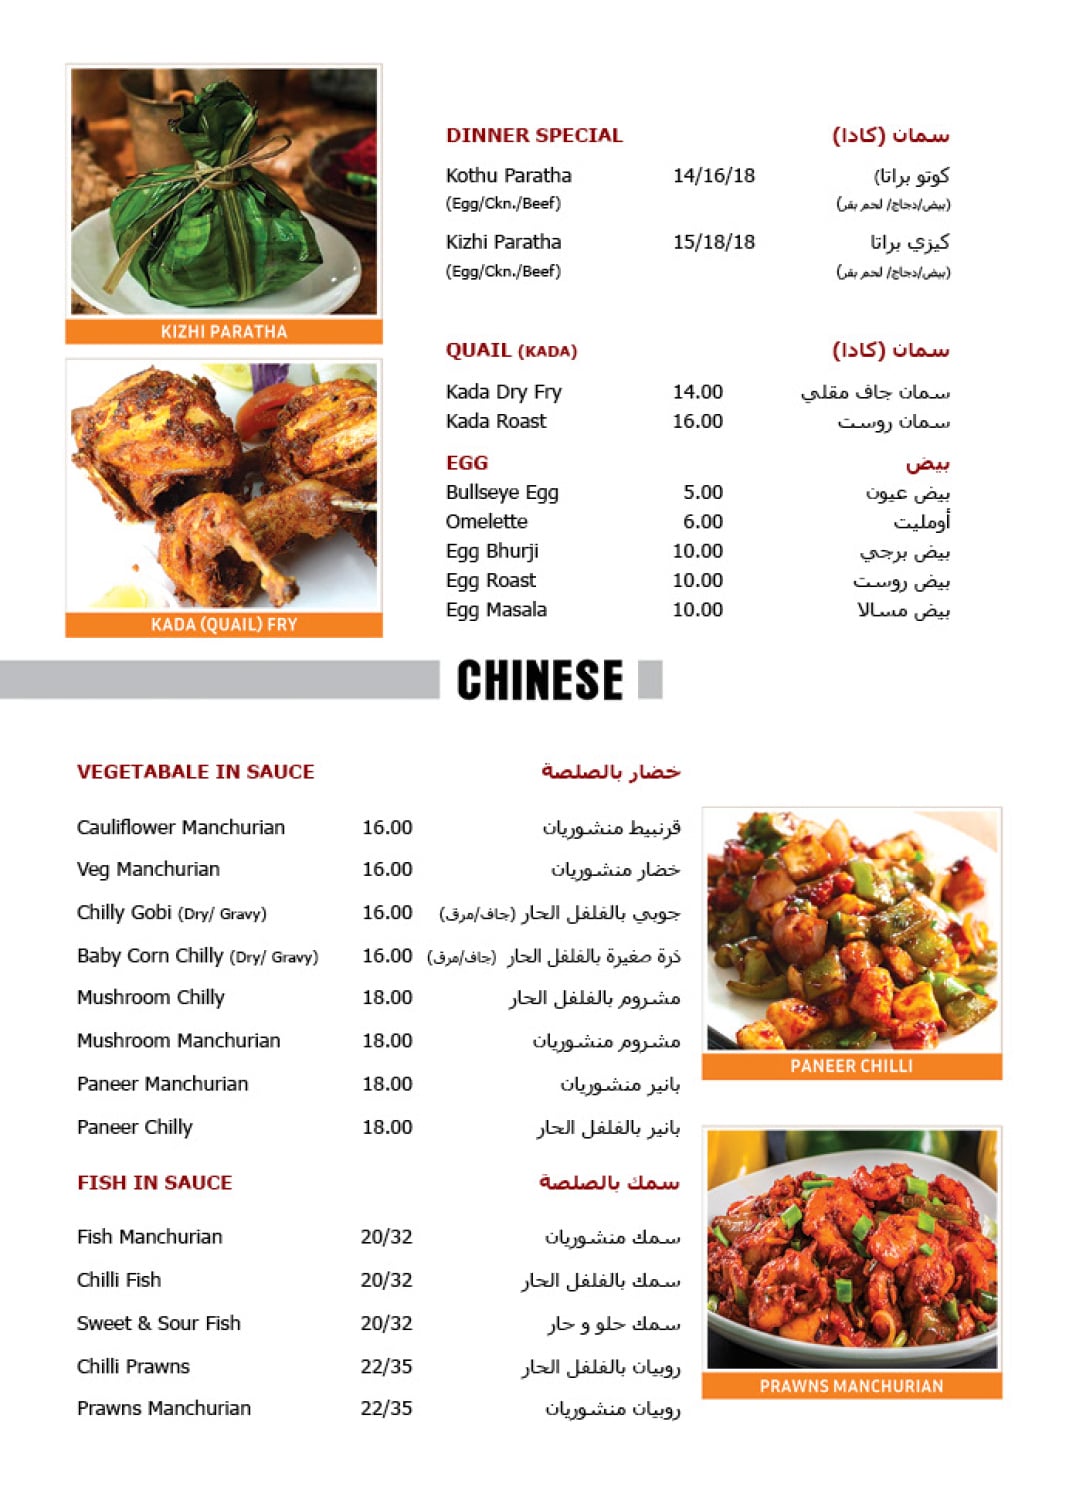 KIZHI PARATHA
KADA (QUAIL) FRY
DINNER SPECIAL سمان (كادا)
Kothu Paratha 14/16/18 كوتو براتا)
(Egg/Ckn./Beef) (بيض/دجاج/ لحم بقر)
Kizhi Paratha 15/18/18 كيزي براتا
(Egg/Ckn./Beef) (بيض/دجاج/ لحم بقر)
QUAIL (KADA) سمان (كادا)
Kada Dry Fry 14.00 سمان جاف مقلي
Kada Roast 16.00 سمان روست
EGG بيض
Bullseye Egg 5.00 بيض عيون
Omelette 6.00 أومليت
Egg Bhurji 10.00 بيض برجي
Egg Roast 10.00 بيض روست
Egg Masala 10.00 بيض مسالا
CHINESE
VEGETABALE IN SAUCE خضار بالصلصة
Cauliflower Manchurian 16.00 قرنبيط منشوريان
Veg Manchurian 16.00 خضار منشوريان
Chilly Gobi (Dry/ Gravy) 16.00 جوبي بالفلفل الحار (جاف/مرق)
Baby Corn Chilly (Dry/ Gravy) 16.00 ذرة صغيرة بالفلفل الحار (جاف/مرق)
Mushroom Chilly 18.00 مشروم بالفلفل الحار
Mushroom Manchurian 18.00 مشروم منشوريان
Paneer Manchurian 18.00 بانير منشوريان
Paneer Chilly 18.00 بانير بالفلفل الحار
FISH IN SAUCE سمك بالصلصة
Fish Manchurian 20/32 سمك منشوريان
Chilli Fish 20/32 سمك بالفلفل الحار
Sweet & Sour Fish 20/32 سمك حلو و حار
Chilli Prawns 22/35 روبيان بالفلفل الحار
Prawns Manchurian 22/35 روبيان منشوريان
PANEER CHILLI
PRAWNS MANCHURIAN